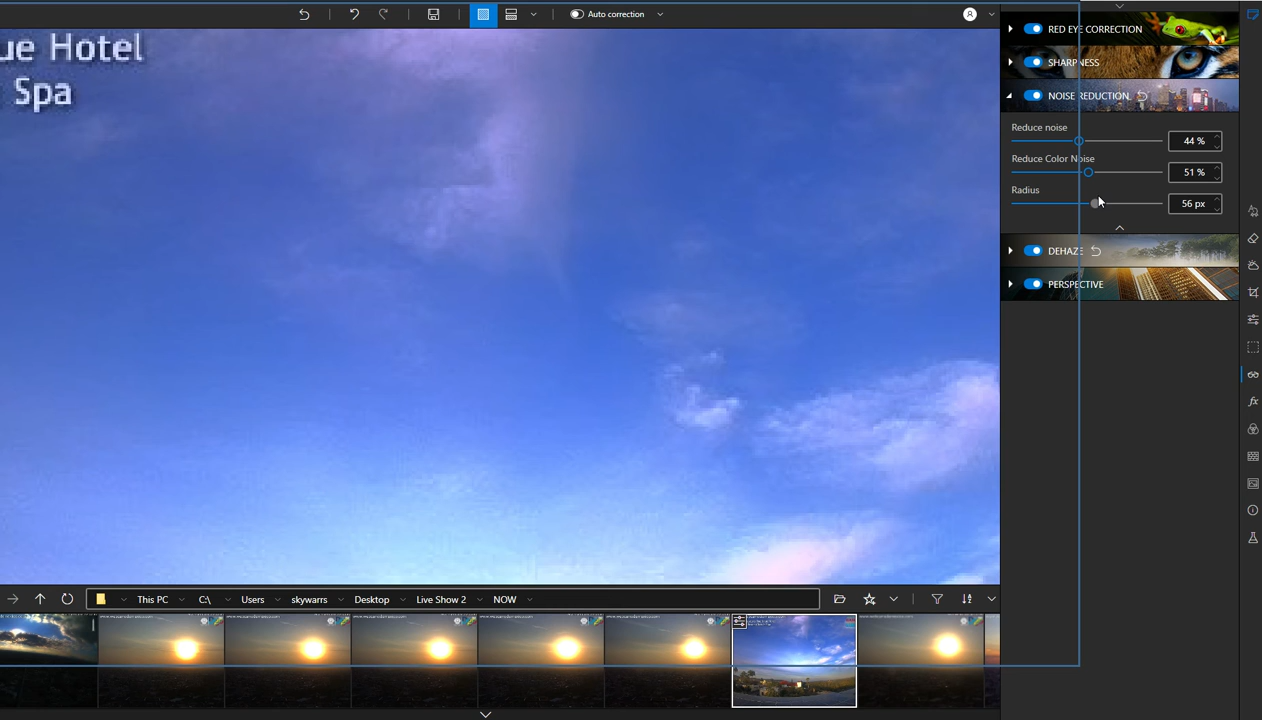 Auto correction
ue Hotel
Spa
RED EYE CORRECTION
SHARPNESS
NOISE REDUCTION
Reduce noise
44 %
Reduce Color Noise
51 %
Radius
56 px
DEHAZE
PERSPECTIVE
This PC C:\ Users skywarrs Desktop Live Show 2 NOW